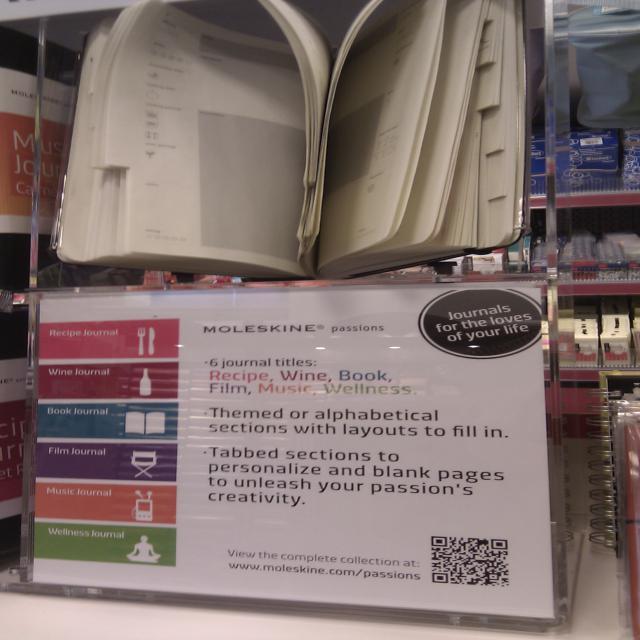 MOLESKINE
Mus
Jou
Recipe Journal
Wine Journal
Book Journal
Film Journal
Music Journal
Wellness Journal
MOLESKINE® passions
Journals
for the loves
of your life
·6 journal titles:
Recipe, Wine, Book,
Film, Music, Wellness.
·Themed or alphabetical
sections with layouts to fill in.
·Tabbed sections to
personalize and blank pages
to unleash your passion's
creativity.
View the complete collection at:
www.moleskine.com/passions